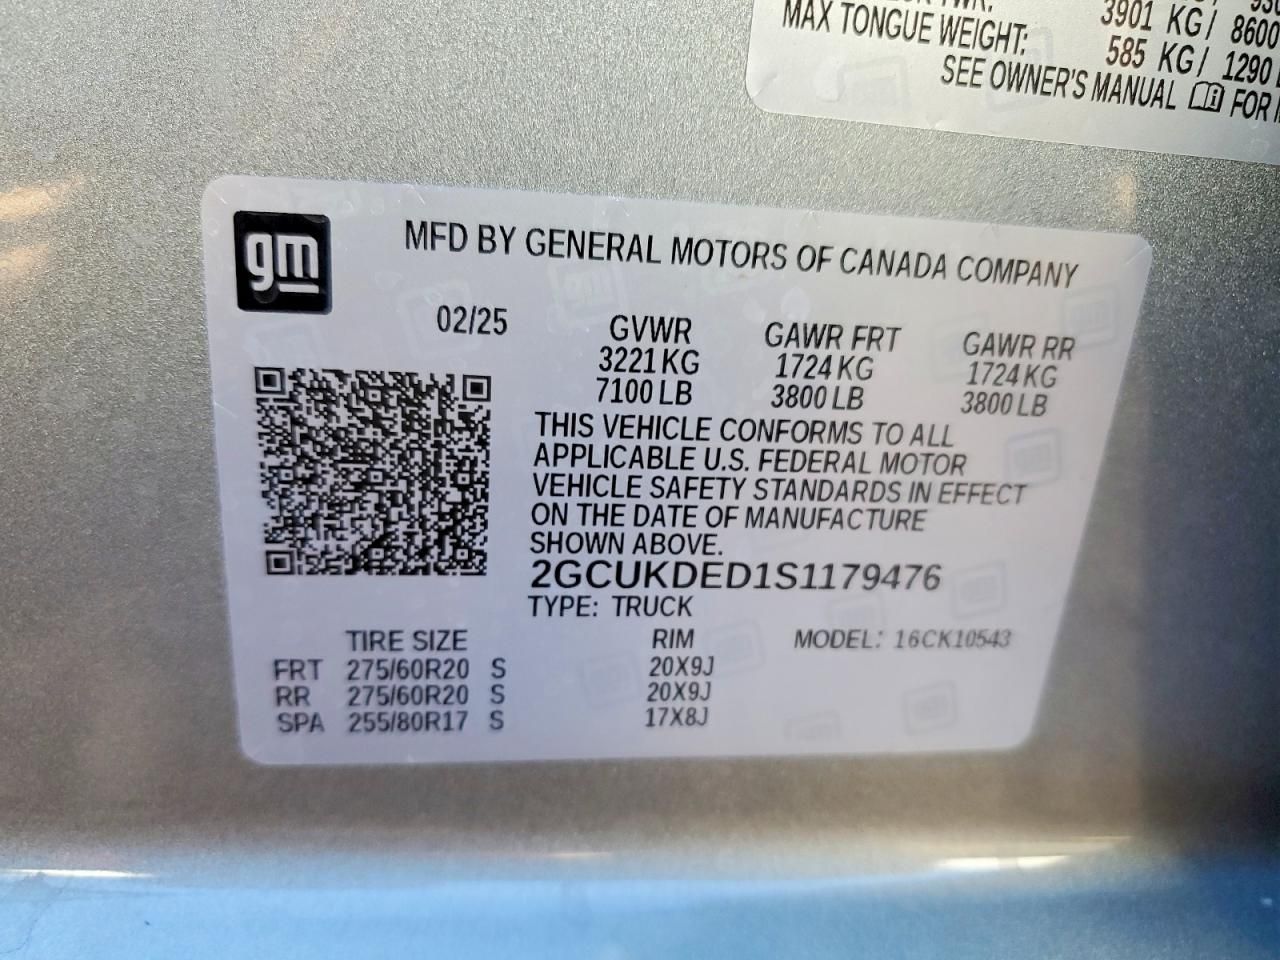 3901 KG/ 8600
MAX TONGUE WEIGHT:
585 KG/ 1290
SEE OWNER'S MANUAL FOR
gm
MFD BY GENERAL MOTORS OF CANADA COMPANY
02/25
GVWR GAWR FRT GAWR RR
3221 KG 1724 KG 1724 KG
7100 LB 3800 LB 3800 LB
THIS VEHICLE CONFORMS TO ALL
APPLICABLE U.S. FEDERAL MOTOR
VEHICLE SAFETY STANDARDS IN EFFECT
ON THE DATE OF MANUFACTURE
SHOWN ABOVE.
2GCUKDED1S1179476
TYPE: TRUCK
TIRE SIZE RIM MODEL: 16CK10543
FRT 275/60R20 S 20X9J
RR 275/60R20 S 20X9J
SPA 255/80R17 S 17X8J